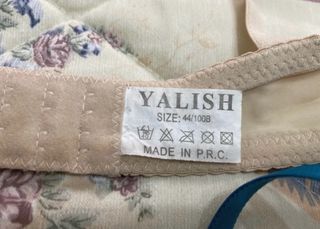 YALISH
SIZE: 44/100B
MADE IN P.R.C.